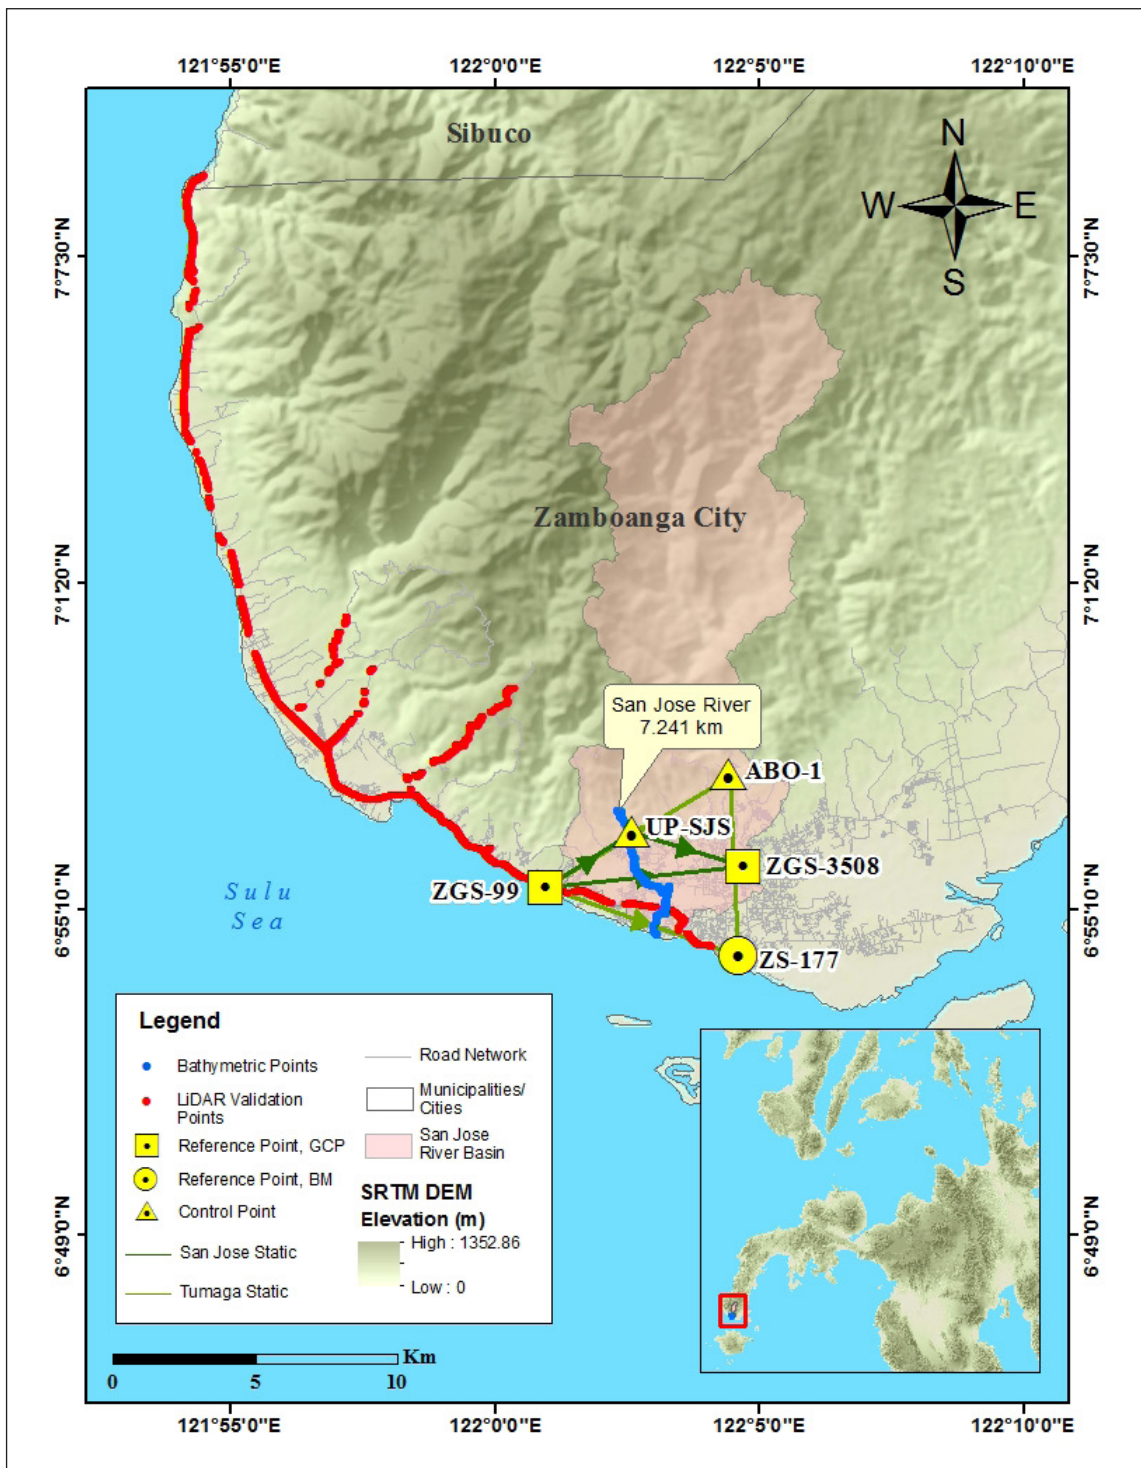 121°55'0"E
122°0'0"E
122°5'0"E
122°10'0"E
Sibuco
N
W
E
S
7°7'30"N
7°7'30"N
Zamboanga City
7°1'20"N
7°1'20"N
San Jose River
7.241 km
ABO-1
UP-SJS
ZGS-3508
ZGS-99
Sulu
Sea
6°55'10"N
6°55'10"N
ZS-177
Legend
Bathymetric Points
LiDAR Validation
Points
Reference Point, GCP
Reference Point, BM
Control Point
San Jose Static
Tumaga Static
Road Network
Municipalities/
Cities
San Jose
River Basin
SRTM DEM
Elevation (m)
High : 1352.86
Low : 0
6°49'0"N
6°49'0"N
Km
0
5
10
121°55'0"E
122°0'0"E
122°5'0"E
122°10'0"E